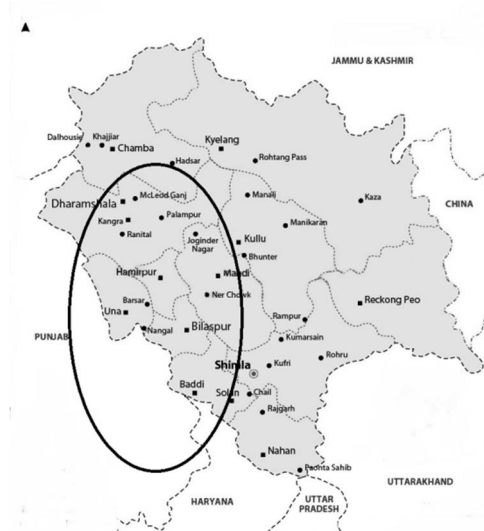 JAMMU & KASHMIR
Dalhousie
Khajjiar
Chamba
Kyelang
Hadsar
Rohtang Pass
McLeod Ganj
Manali
Kaza
Dharamshala
CHINA
Kangra
Palampur
Manikaran
Ranital
Joginder
Nagar
Kullu
Bhunter
Hamirpur
Mandi
Ner Chowk
Reckong Peo
Barsar
Una
Rampur
PUNJAB
Nangal
Bilaspur
Kumarsain
Rohru
Shimla
Kufri
Baddi
Solan
Chail
Rajgarh
Nahan
Paonta Sahib
UTTARAKHAND
HARYANA
UTTAR
PRADESH